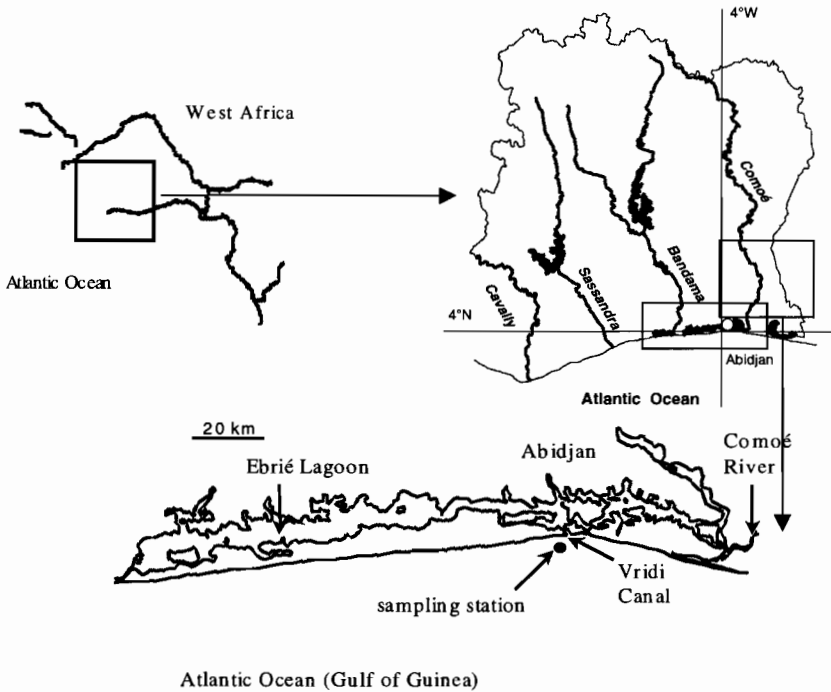 4°W
West Africa
Comoé
Atlantic Ocean
Bandama
Sassandra
Cavally
4°N
Abidjan
Atlantic Ocean
20 km
Ebrié Lagoon
Abidjan
Comoé
River
sampling station
Vridi
Canal
Atlantic Ocean (Gulf of Guinea)